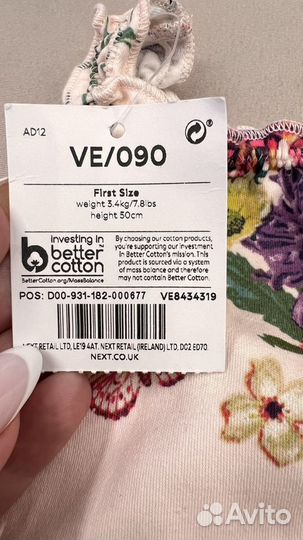 AD12
VE/090
First Size
weight 3.4kg/7.8lbs
height 50cm
investing in
better
cotton
BetterCotton.org/MassBalance
By choosing our cotton products,
you're supporting our investment
in Better Cotton's mission. This
product is sourced via a system
of mass balance and therefore
may not contain Better Cotton.
POS: D00-931-182-000677
VE8434319
NEXT RETAIL LTD, LE19 4AT. NEXT RETAIL (IRELAND) LTD, D02 ED70.
NEXT.CO.UK
Avito